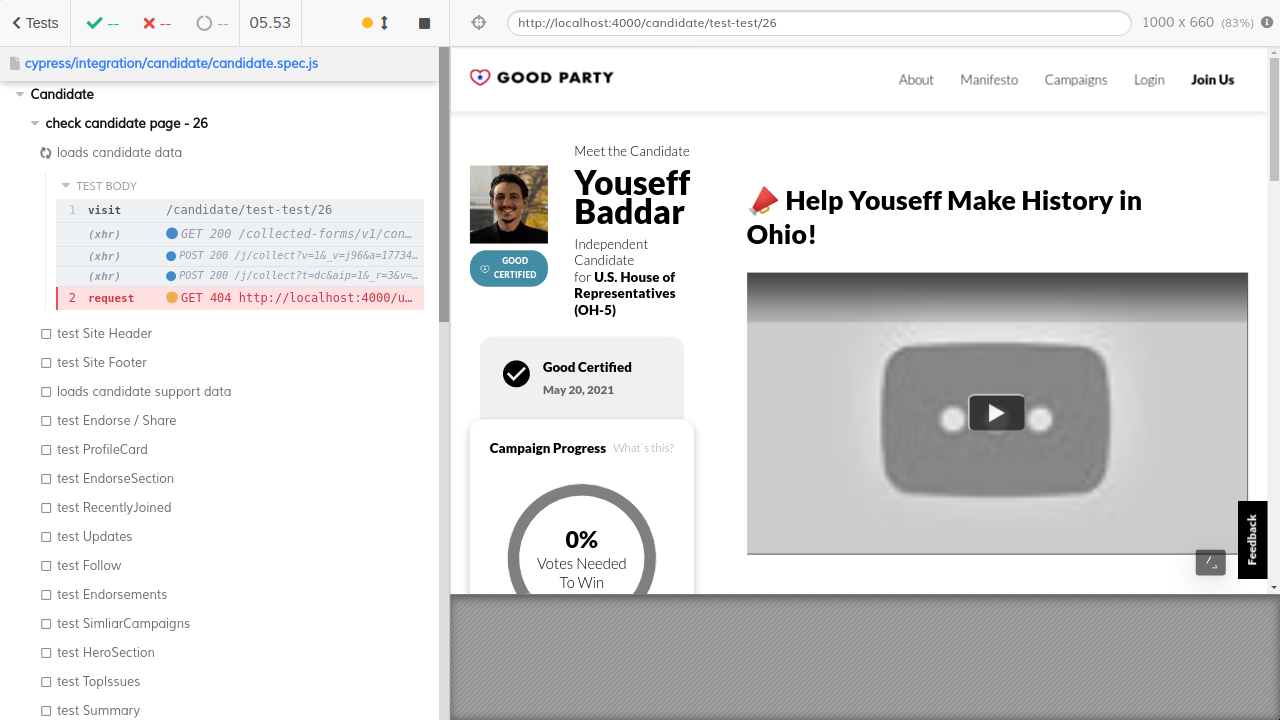 Tests
--
--
--
05.53
http://localhost:4000/candidate/test-test/26
1000 x 660 (83%)
cypress/integration/candidate/candidate.spec.js
Candidate
check candidate page - 26
loads candidate data
TEST BODY
1 visit /candidate/test-test/26
(xhr) GET 200 /collected-forms/v1/con…
(xhr) POST 200 /j/collect?v=1&_v=j96&a=17734…
(xhr) POST 200 /j/collect?t=dc&aip=1&_r=3&v=…
2 request GET 404 http://localhost:4000/u…
test Site Header
test Site Footer
loads candidate support data
test Endorse / Share
test ProfileCard
test EndorseSection
test RecentlyJoined
test Updates
test Follow
test Endorsements
test SimliarCampaigns
test HeroSection
test TopIssues
test Summary
GOOD PARTY
About
Manifesto
Campaigns
Login
Join Us
Meet the Candidate
Youseff
Baddar
GOOD
CERTIFIED
Independent
Candidate
for U.S. House of
Representatives
(OH-5)
Good Certified
May 20, 2021
Campaign Progress What's this?
0%
Votes Needed
To Win
Help Youseff Make History in
Ohio!
Feedback